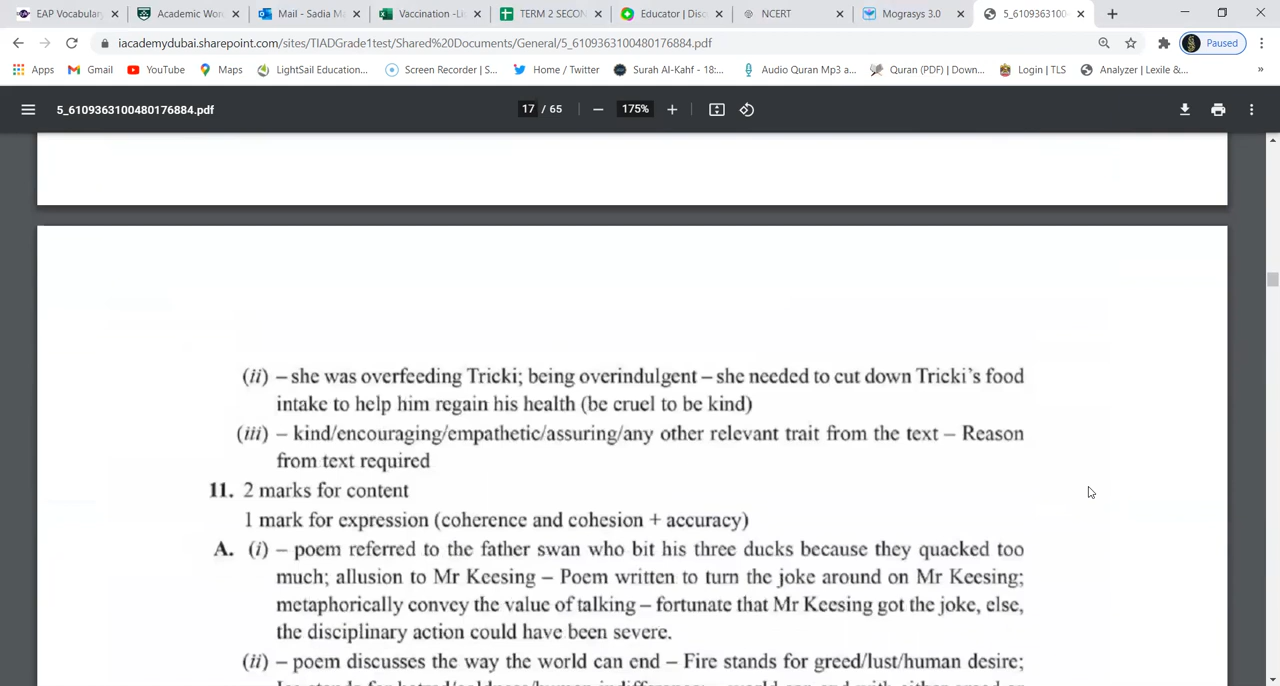 EAP Vocabular
Academic Wor
Mail - Sadia M
Vaccination -Li
TERM 2 SECON
Educator | Disc
NCERT
Mograsys 3.0
5_6109363100
iacademydubai.sharepoint.com/sites/TIADGrade1test/Shared%20Documents/General/5_6109363100480176884.pdf
Paused
Apps
Gmail
YouTube
Maps
LightSail Education...
Screen Recorder | S...
Home / Twitter
Surah Al-Kahf - 18:...
Audio Quran Mp3 a...
Quran (PDF) | Down...
Login | TLS
Analyzer | Lexile &...
»
5_6109363100480176884.pdf
17 / 65
175%
(ii) – she was overfeeding Tricki; being overindulgent – she needed to cut down Tricki's food
intake to help him regain his health (be cruel to be kind)
(iii) – kind/encouraging/empathetic/assuring/any other relevant trait from the text – Reason
from text required
11. 2 marks for content
1 mark for expression (coherence and cohesion + accuracy)
A. (i) – poem referred to the father swan who bit his three ducks because they quacked too
much; allusion to Mr Keesing – Poem written to turn the joke around on Mr Keesing;
metaphorically convey the value of talking – fortunate that Mr Keesing got the joke, else,
the disciplinary action could have been severe.
(ii) – poem discusses the way the world can end – Fire stands for greed/lust/human desire;